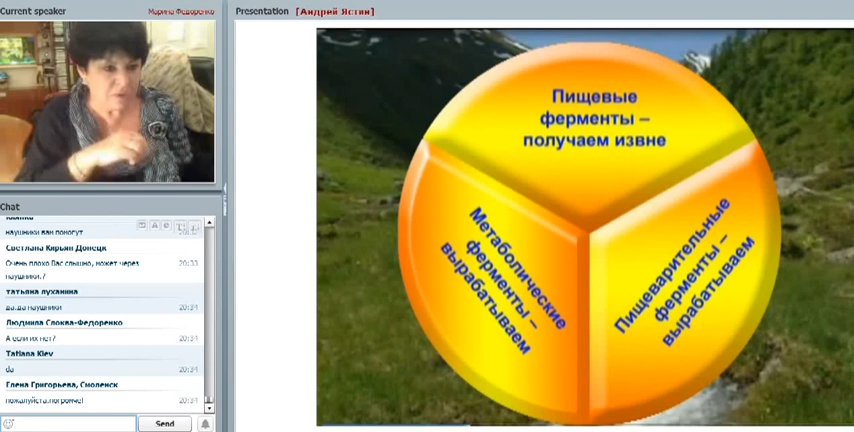 Current speaker
Марина Федоренко
Presentation [Андрей Ястин]
Пищевые
ферменты –
получаем извне
Метаболические
ферменты –
вырабатываем
Пищеварительные
ферменты –
вырабатываем
Chat
наушники вам помогут
Светлана Кирьян Донецк
Очень плохо Вас слышно, может через 20:33
наушники.?
татьяна луханина
да.да наушники 20:34
Людмила Слюква-Федоренко
А если их нет? 20:34
Tatiana Kiev
da 20:34
Елена Григорьева, Смоленск
пожалуйста.погромче! 20:34
Send